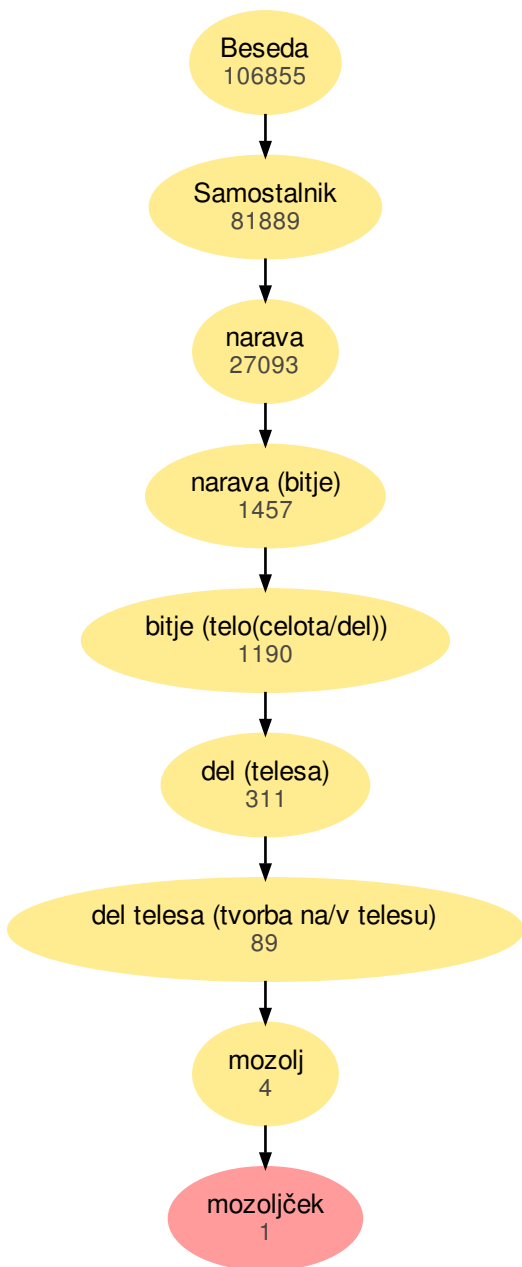 Beseda
106855
Samostalnik
81889
narava
27093
narava (bitje)
1457
bitje (telo(celota/del))
1190
del (telesa)
311
del telesa (tvorba na/v telesu)
89
mozolj
4
mozoljček
1